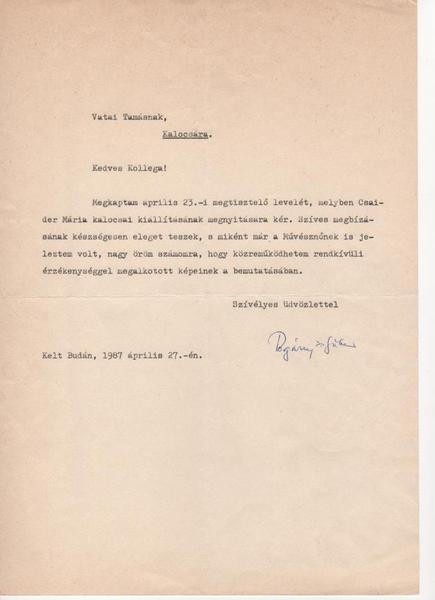 Vatai Tamásnak,
Kalocsára.
Kedves Kollega!
Megkaptam április 23.-i megtisztelő levelét, melyben Csai-
der Mária kalocsai kiállításának megnyitására kér. Szíves megbízá-
sának készségesen eleget teszek, s miként már a Művésznőnek is je-
leztem volt, nagy öröm számomra, hogy közreműködhetem rendkívüli
érzékenységgel megalkotott képeinek a bemutatásában.
Szívélyes üdvözlettel
Pogány
Kelt Budán, 1987 április 27.-én.